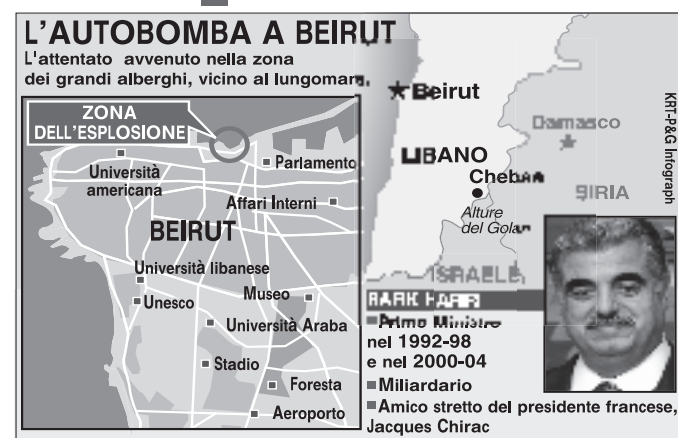 L'AUTOBOMBA A BEIRUT
L'attentato avvenuto nella zona
dei grandi alberghi, vicino al lungomare.
ZONA
DELL'ESPLOSIONE
Università
americana
Parlamento
Affari Interni
BEIRUT
Università libanese
Unesco
Museo
Università Araba
Stadio
Foresta
Aeroporto
Beirut
Damasco
LIBANO
Chebaa
SIRIA
Alture
del Golan
ISRAELE
KRT-P&G Infograph
HARIRI
Primo Ministro
nel 1992-98
e nel 2000-04
Miliardario
Amico stretto del presidente francese,
Jacques Chirac